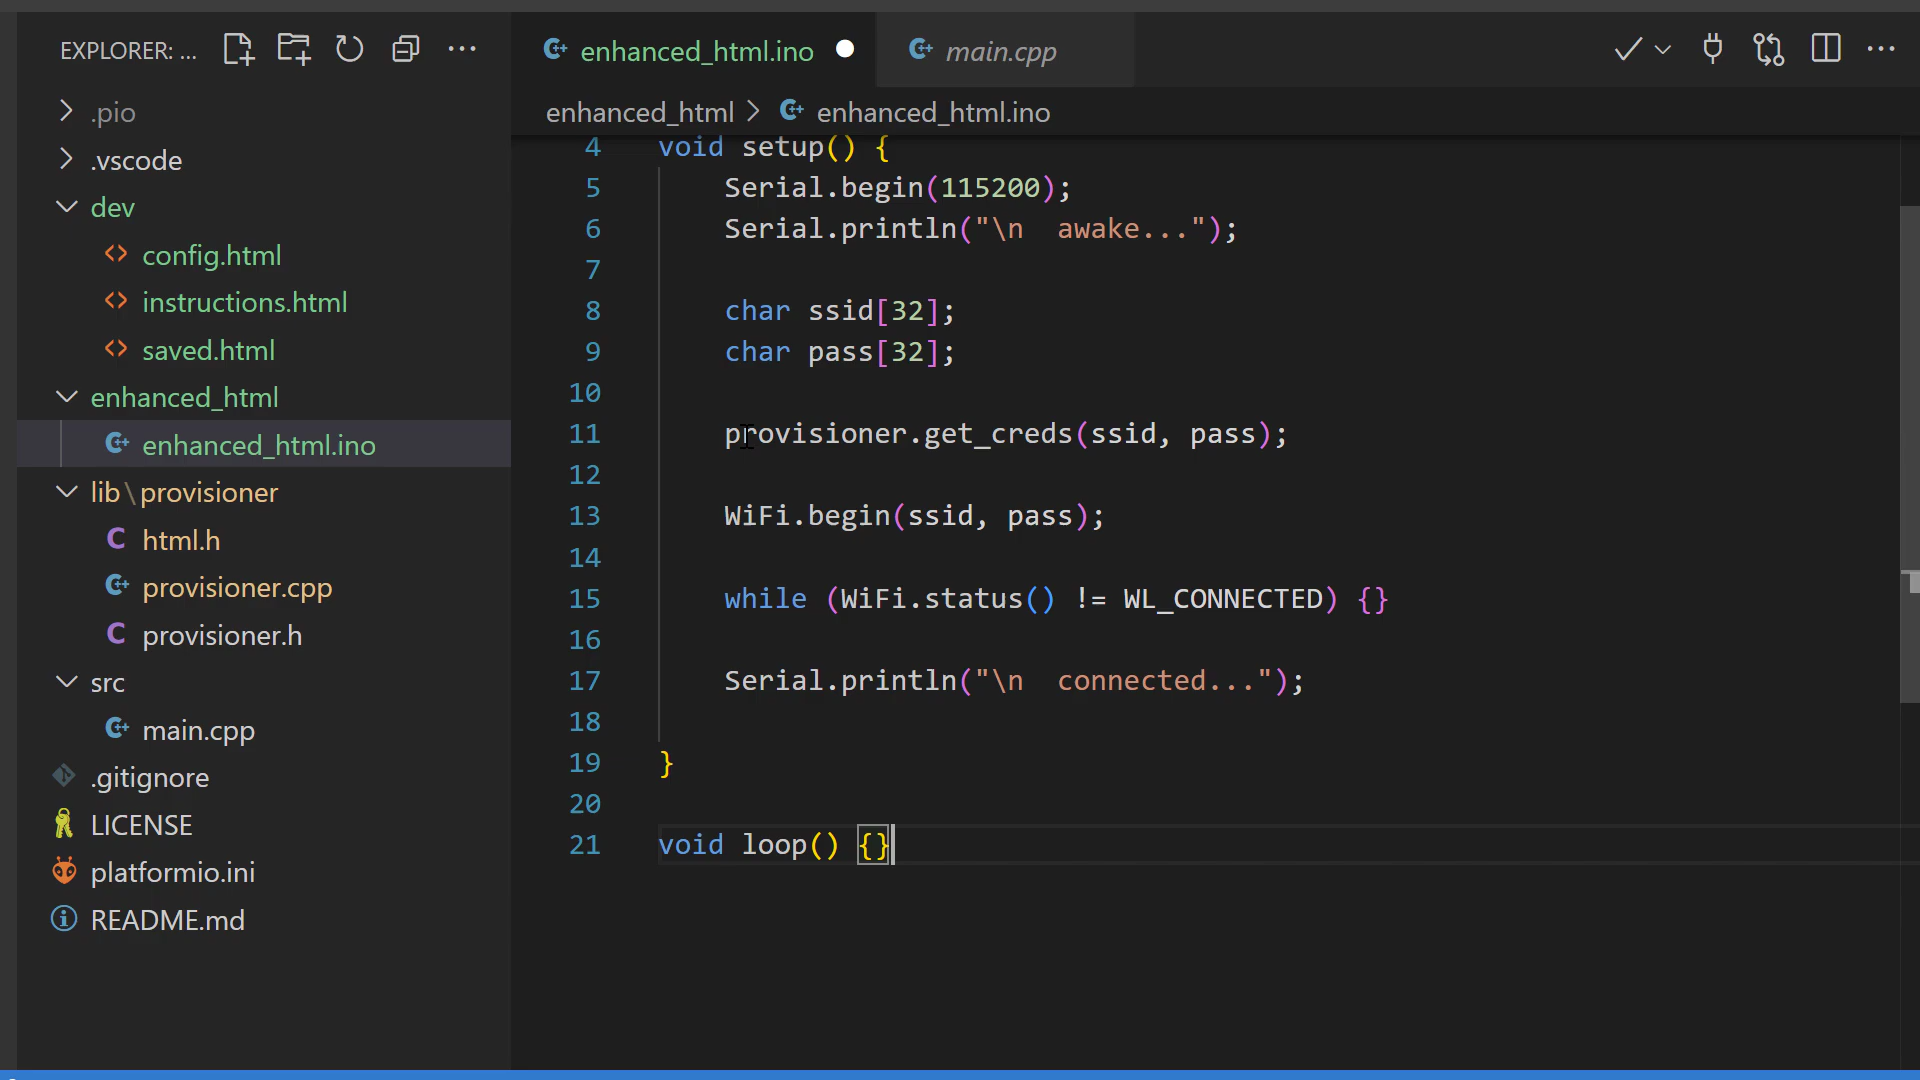 EXPLORER: ...
.pio
.vscode
dev
config.html
instructions.html
saved.html
enhanced_html
enhanced_html.ino
lib\provisioner
html.h
provisioner.cpp
provisioner.h
src
main.cpp
.gitignore
LICENSE
platformio.ini
README.md
enhanced_html.ino
main.cpp
enhanced_html > enhanced_html.ino
4 void setup() {
5 Serial.begin(115200);
6 Serial.println("\n  awake...");
7
8 char ssid[32];
9 char pass[32];
10
11 provisioner.get_creds(ssid, pass);
12
13 WiFi.begin(ssid, pass);
14
15 while (WiFi.status() != WL_CONNECTED) {}
16
17 Serial.println("\n  connected...");
18
19 }
20
21 void loop() {}